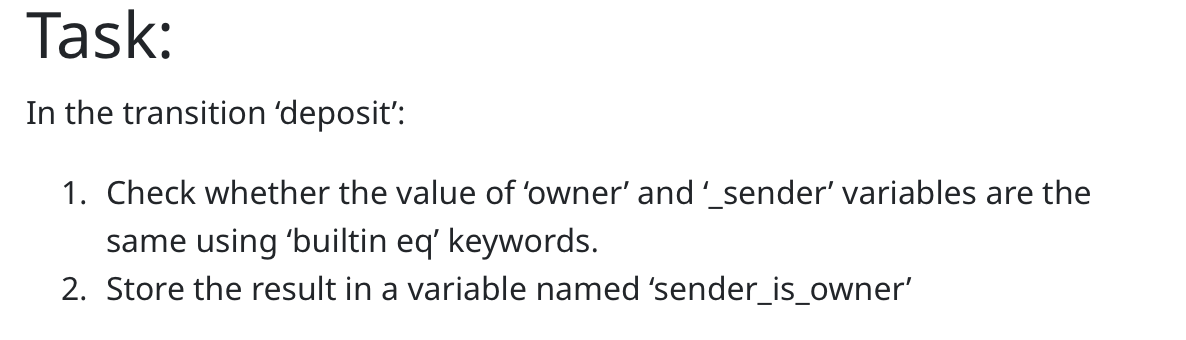 Task:
In the transition ‘deposit’:
1. Check whether the value of ‘owner’ and ‘_sender’ variables are the
same using ‘builtin eq’ keywords.
2. Store the result in a variable named ‘sender_is_owner’